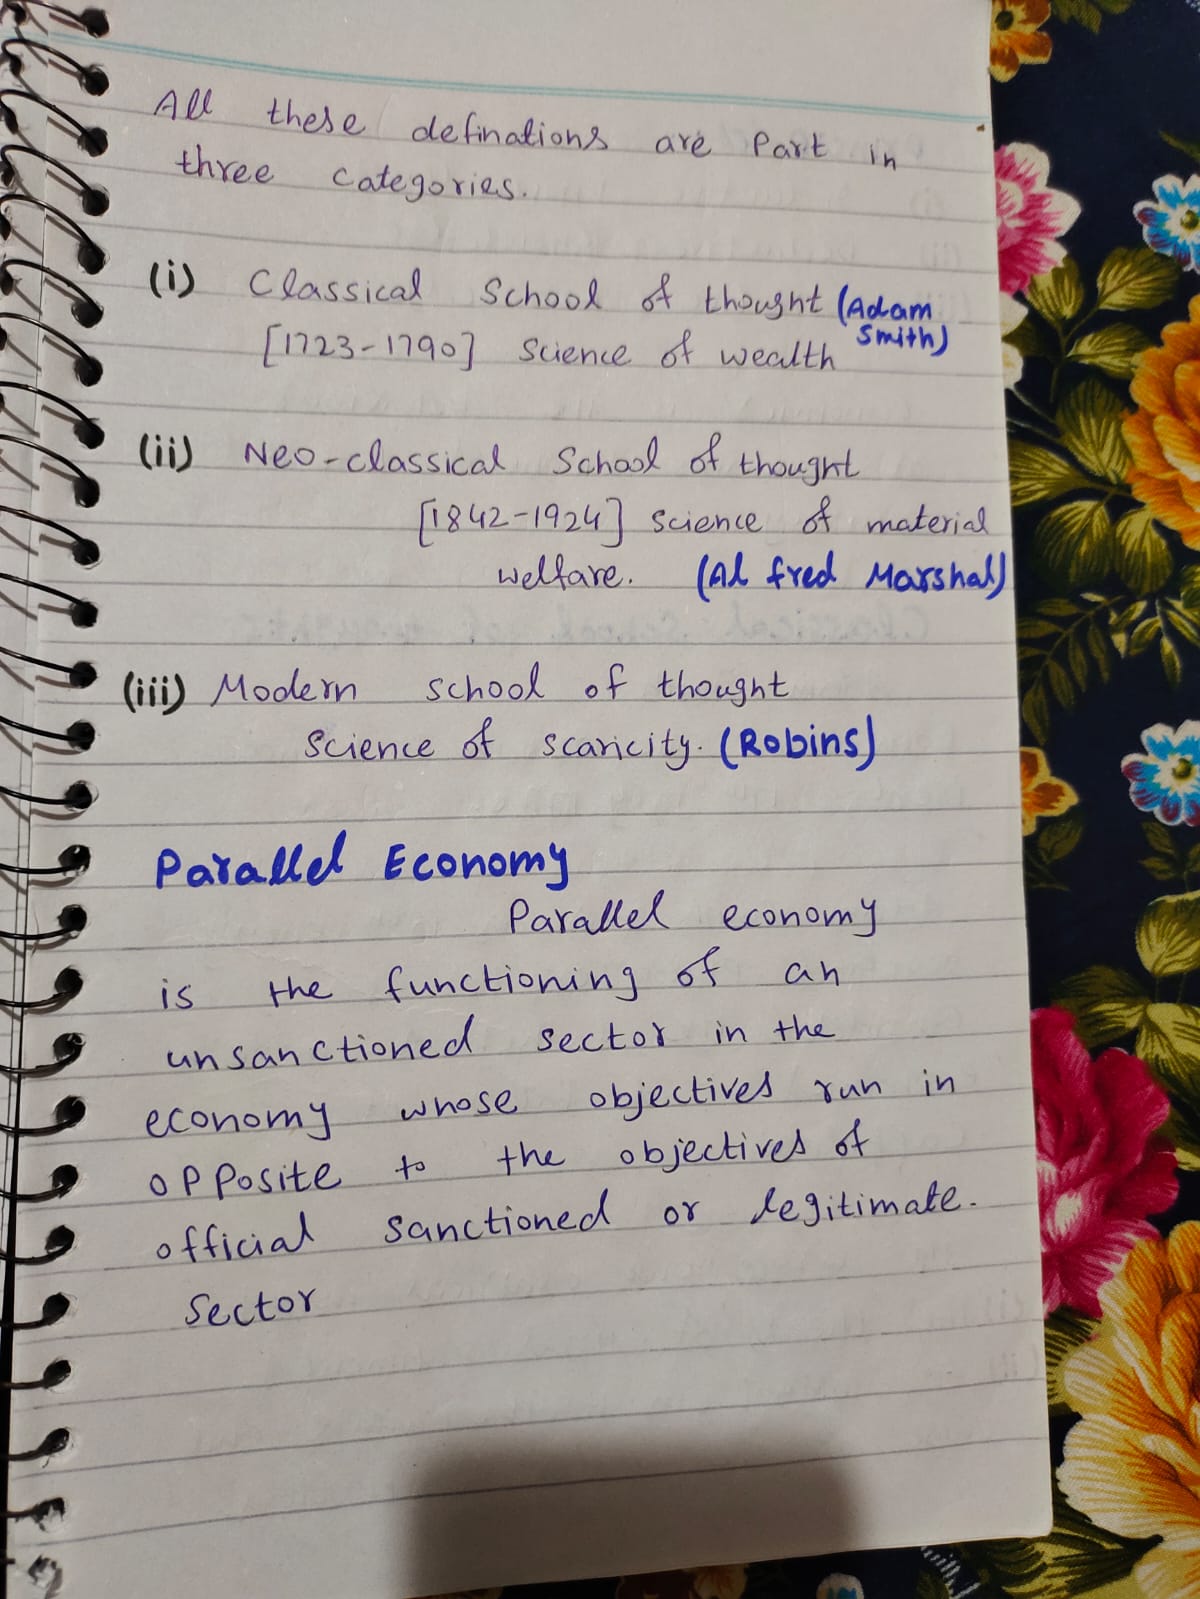 All these definations are Part in
three categories.
(i) Classical School of thought (Adam
Smith)
[1723-1790] Science of wealth
(ii) Neo-classical School of thought
[1842-1924] science of material
welfare. (Al fred Marshal)
(iii) Modern school of thought
Science of scaricity. (Robins)
Parallel Economy
Parallel economy
is the functioning of an
unsanctioned sector in the
economy whose objectives run in
opposite to the objectives of
official sanctioned or legitimate.
Sector